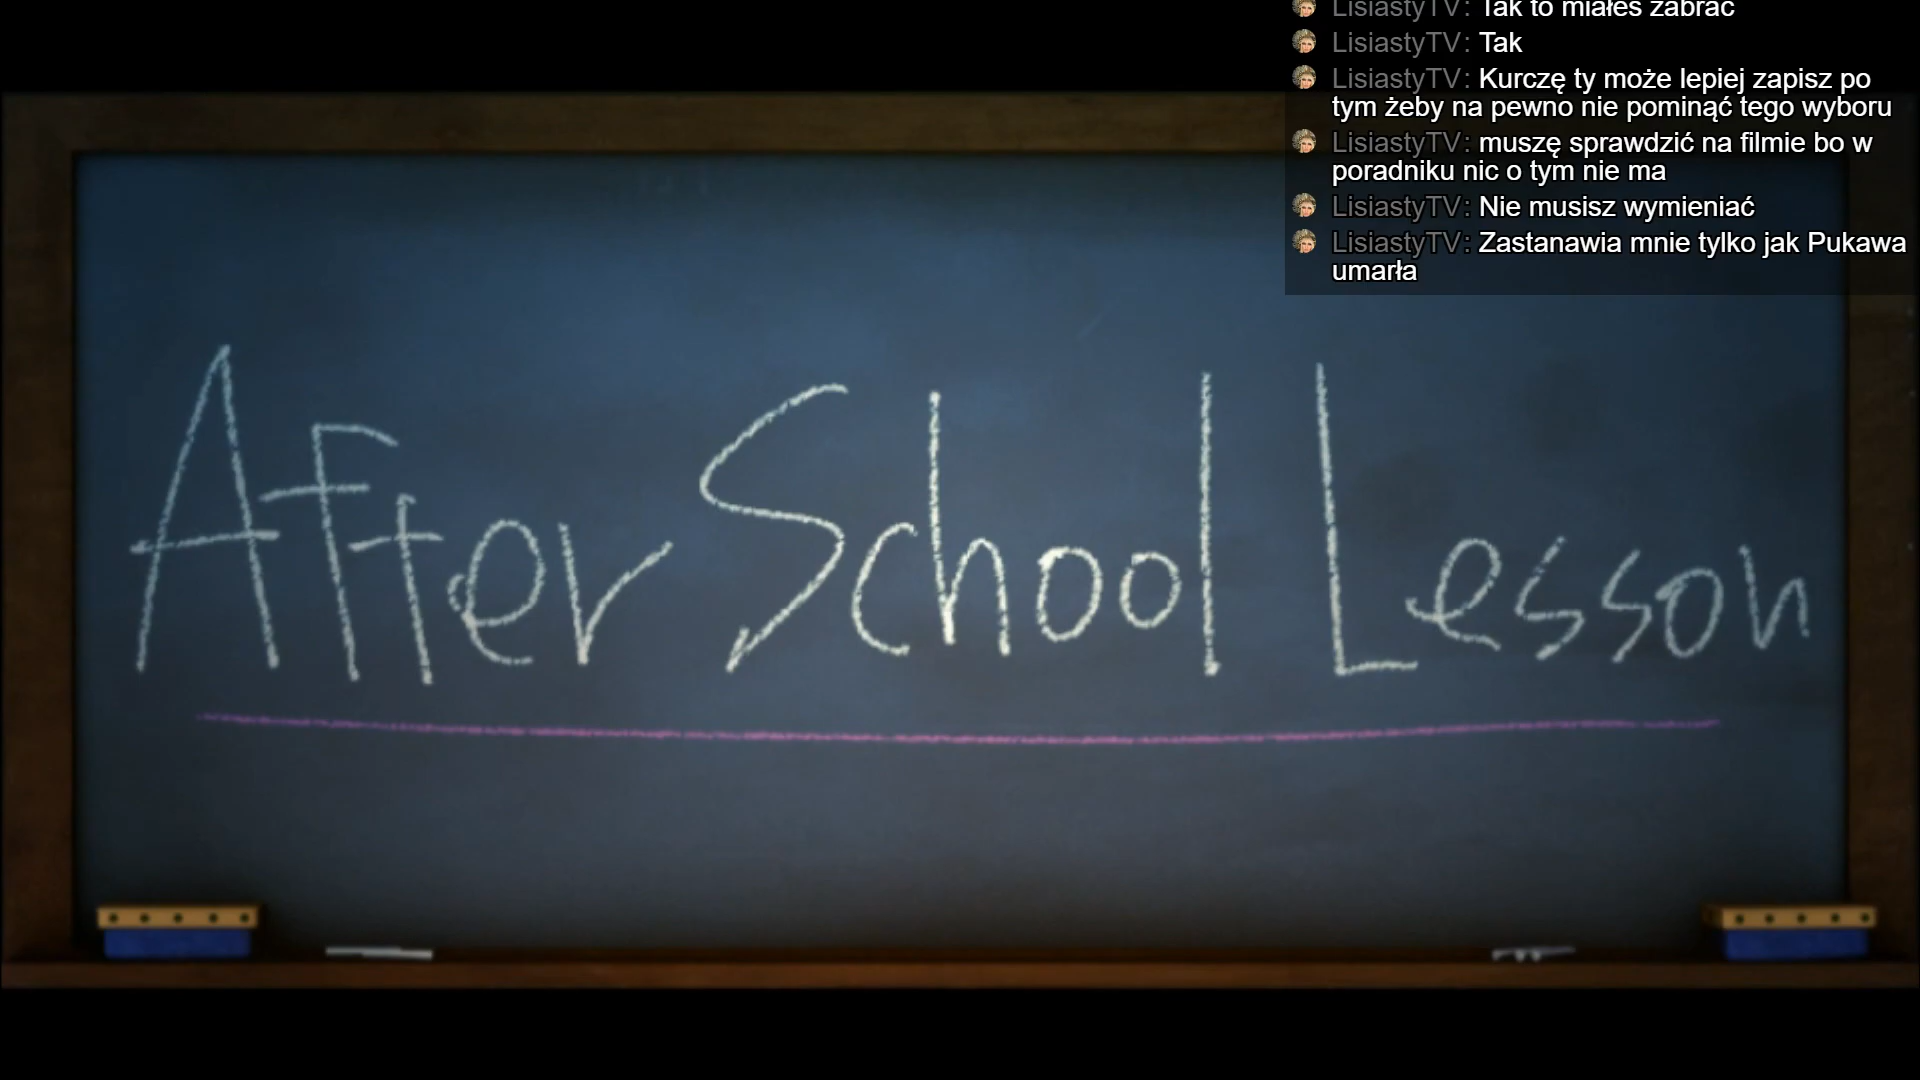 LisiastyTV: Tak to miałeś zabrać
LisiastyTV: Tak
LisiastyTV: Kurczę ty może lepiej zapisz po
tym żeby na pewno nie pominąć tego wyboru
LisiastyTV: muszę sprawdzić na filmie bo w
poradniku nic o tym nie ma
LisiastyTV: Nie musisz wymieniać
LisiastyTV: Zastanawia mnie tylko jak Pukawa
umarła
After School Lesson